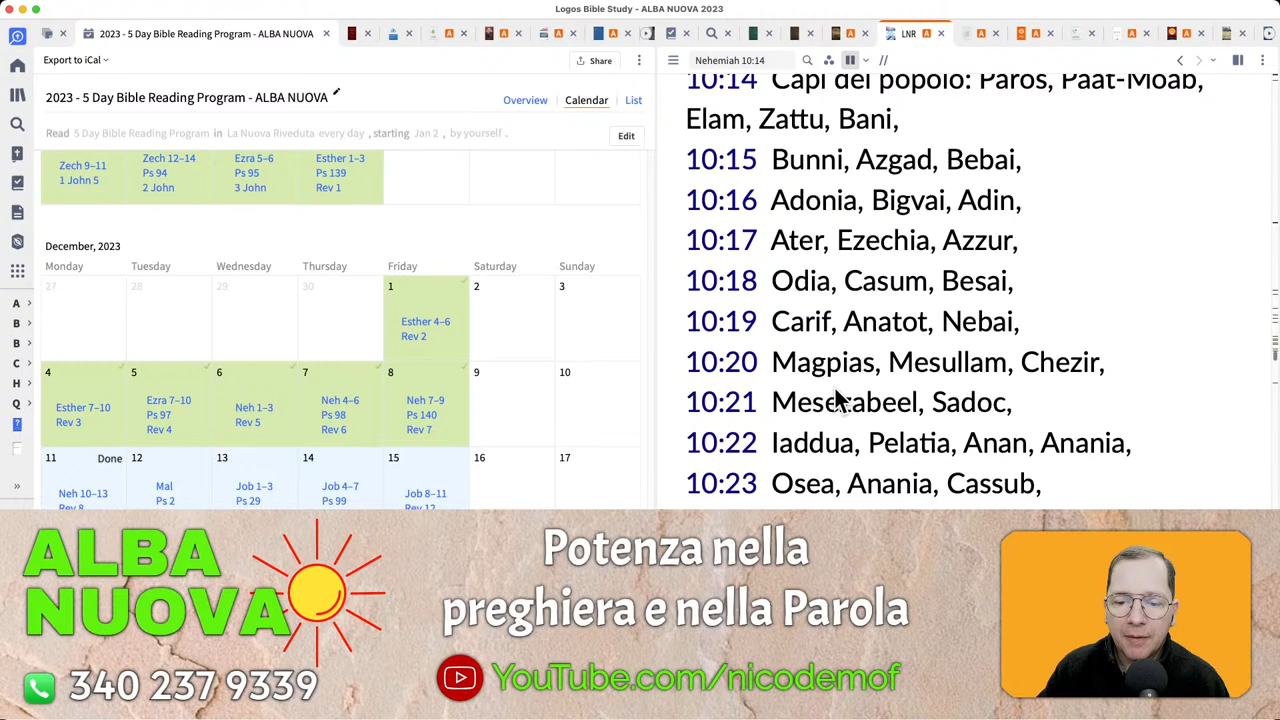 Logos Bible Study - ALBA NUOVA 2023
2023 - 5 Day Bible Reading Program - ALBA NUOVA
LNR
Export to iCal
Share
Nehemiah 10:14
2023 - 5 Day Bible Reading Program - ALBA NUOVA
Overview
Calendar
List
Read 5 Day Bible Reading Program in La Nuova Riveduta every day , starting Jan 2 , by yourself .
Edit
Zech 9–11
1 John 5
Zech 12–14
Ps 94
2 John
Ezra 5–6
Ps 95
3 John
Esther 1–3
Ps 139
Rev 1
December, 2023
Monday Tuesday Wednesday Thursday Friday Saturday Sunday
27 28 29 30 1 2 3
Esther 4–6
Rev 2
4 5 6 7 8 9 10
Esther 7–10
Rev 3
Ezra 7–10
Ps 97
Rev 4
Neh 1–3
Rev 5
Neh 4–6
Ps 98
Rev 6
Neh 7–9
Ps 140
Rev 7
11 Done 12 13 14 15 16 17
Neh 10–13
Rev 8
Mal
Ps 2
Job 1–3
Ps 29
Job 4–7
Ps 99
Job 8–11
Rev 12
A
B
B
C
H
Q
10:14 Capi del popolo: Paros, Paat-Moab,
Elam, Zattu, Bani,
10:15 Bunni, Azgad, Bebai,
10:16 Adonia, Bigvai, Adin,
10:17 Ater, Ezechia, Azzur,
10:18 Odia, Casum, Besai,
10:19 Carif, Anatot, Nebai,
10:20 Magpias, Mesullam, Chezir,
10:21 Sadoc,
10:22 Iaddua, Pelatia, Anan, Anania,
10:23 Osea, Anania, Cassub,
ALBA
NUOVA
340 237 9339
Potenza nella
preghiera e nella Parola
YouTube.com/nicodemof